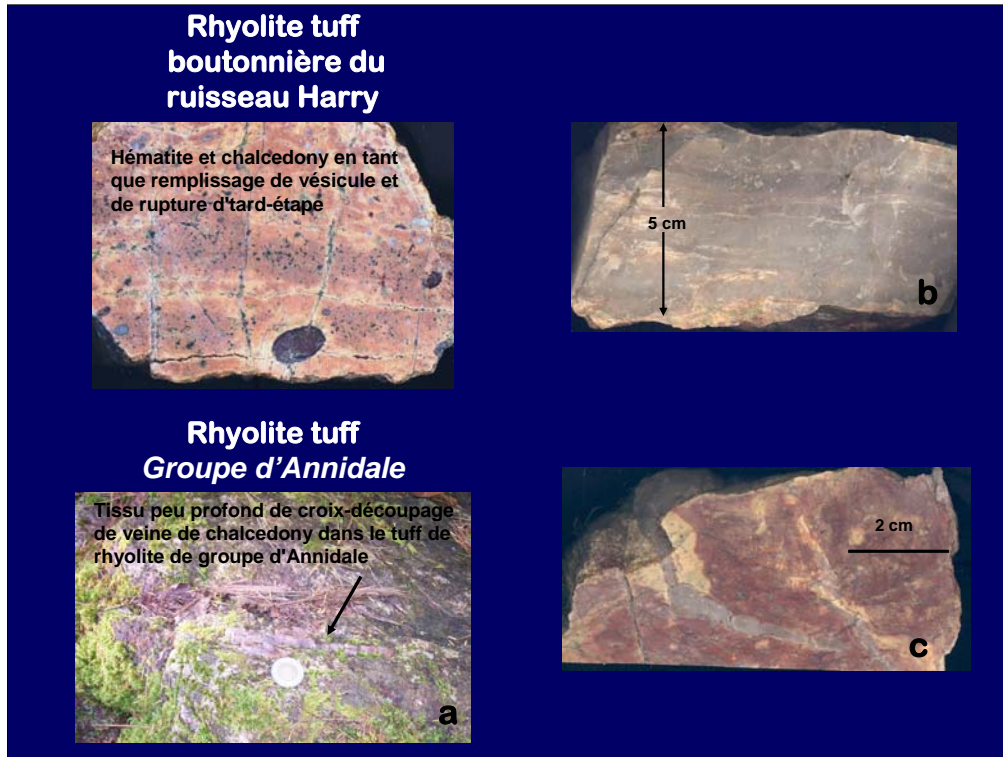 Rhyolite tuff
boutonnière du
ruisseau Harry
Hématite et chalcedony en tant
que remplissage de vésicule et
de rupture d'tard-étape
5 cm
b
Rhyolite tuff
Groupe d'Annidale
Tissu peu profond de croix-découpage
de veine de chalcedony dans le tuff de
rhyolite de groupe d'Annidale
a
2 cm
c